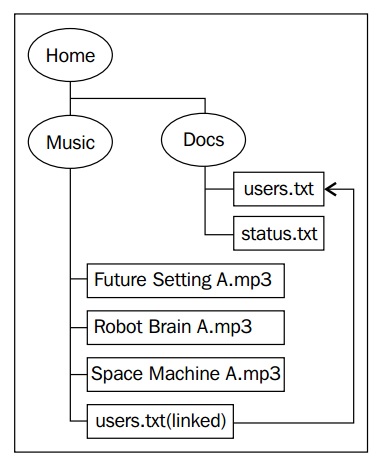 Home
Music
Docs
users.txt
status.txt
Future Setting A.mp3
Robot Brain A.mp3
Space Machine A.mp3
users.txt(linked)